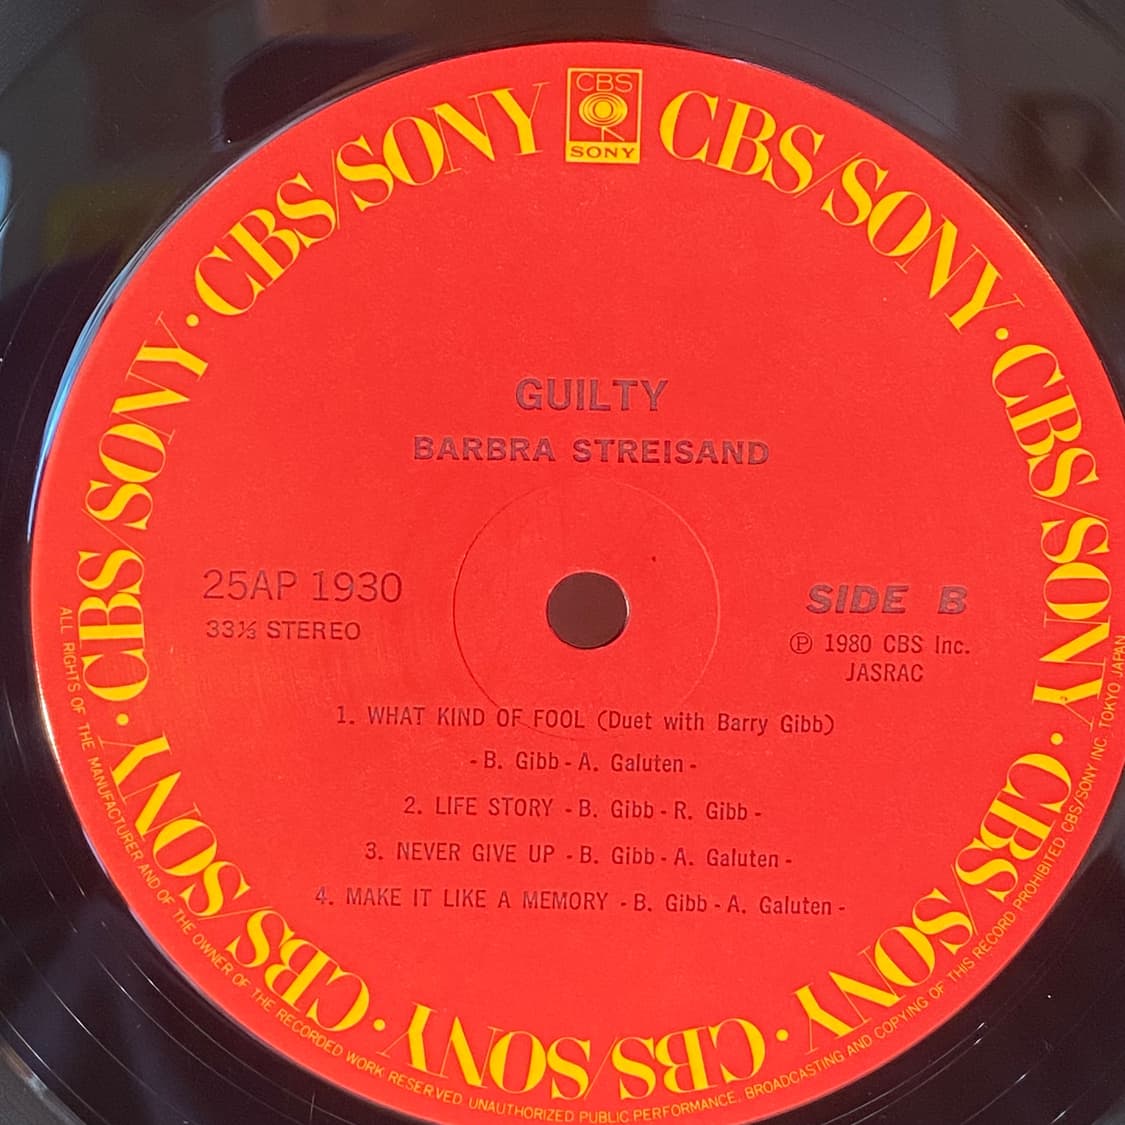 CBS
SONY
CBS/SONY · CBS/SONY · CBS/SONY · CBS/SONY · CBS/SONY · CBS/SONY · CBS/SONY · CBS/SONY
GUILTY
BARBRA STREISAND
25AP 1930
33⅓ STEREO
SIDE B
Ⓟ 1980 CBS Inc.
JASRAC
1. WHAT KIND OF FOOL (Duet with Barry Gibb)
- B. Gibb - A. Galuten -
2. LIFE STORY - B. Gibb - R. Gibb -
3. NEVER GIVE UP - B. Gibb - A. Galuten -
4. MAKE IT LIKE A MEMORY - B. Gibb - A. Galuten -
ALL RIGHTS OF THE MANUFACTURER AND OF THE OWNER OF THE RECORDED WORK RESERVED. UNAUTHORIZED PUBLIC PERFORMANCE, BROADCASTING AND COPYING OF THIS RECORD PROHIBITED. CBS/SONY INC. TOKYO JAPAN